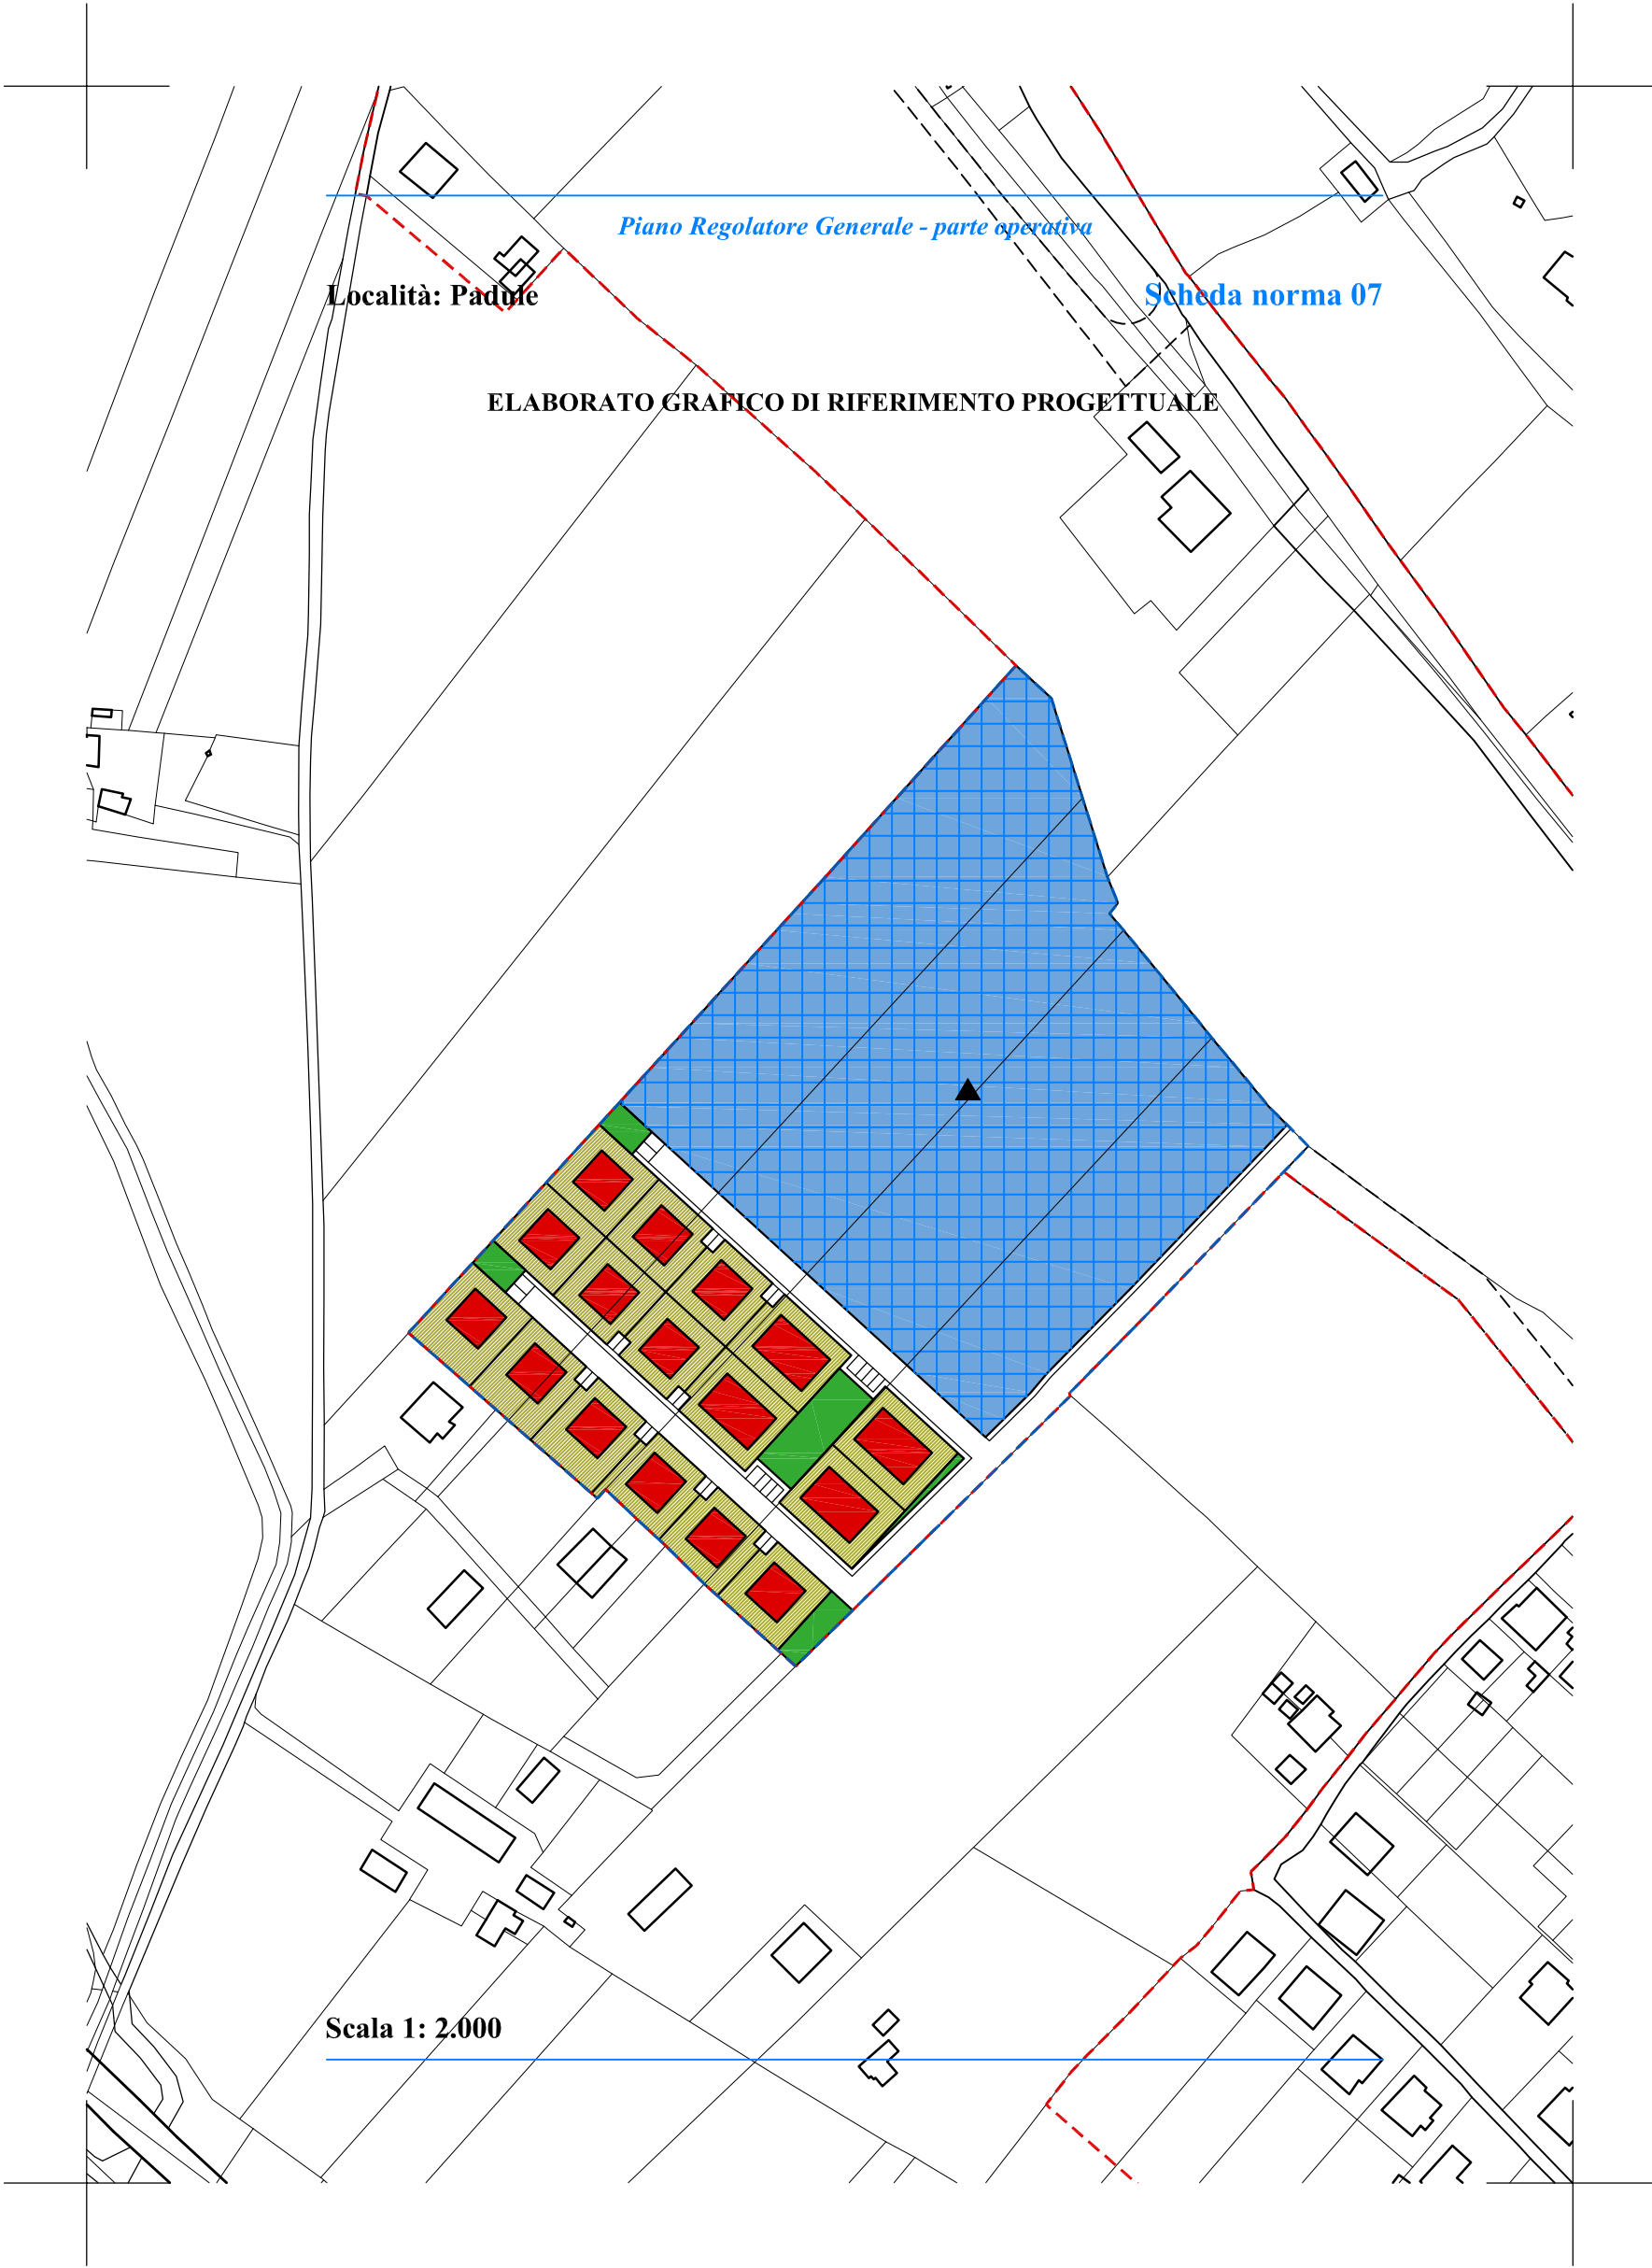 Piano Regolatore Generale - parte operativa
Località: Padule
Scheda norma 07
ELABORATO GRAFICO DI RIFERIMENTO PROGETTUALE
Scala 1: 2.000